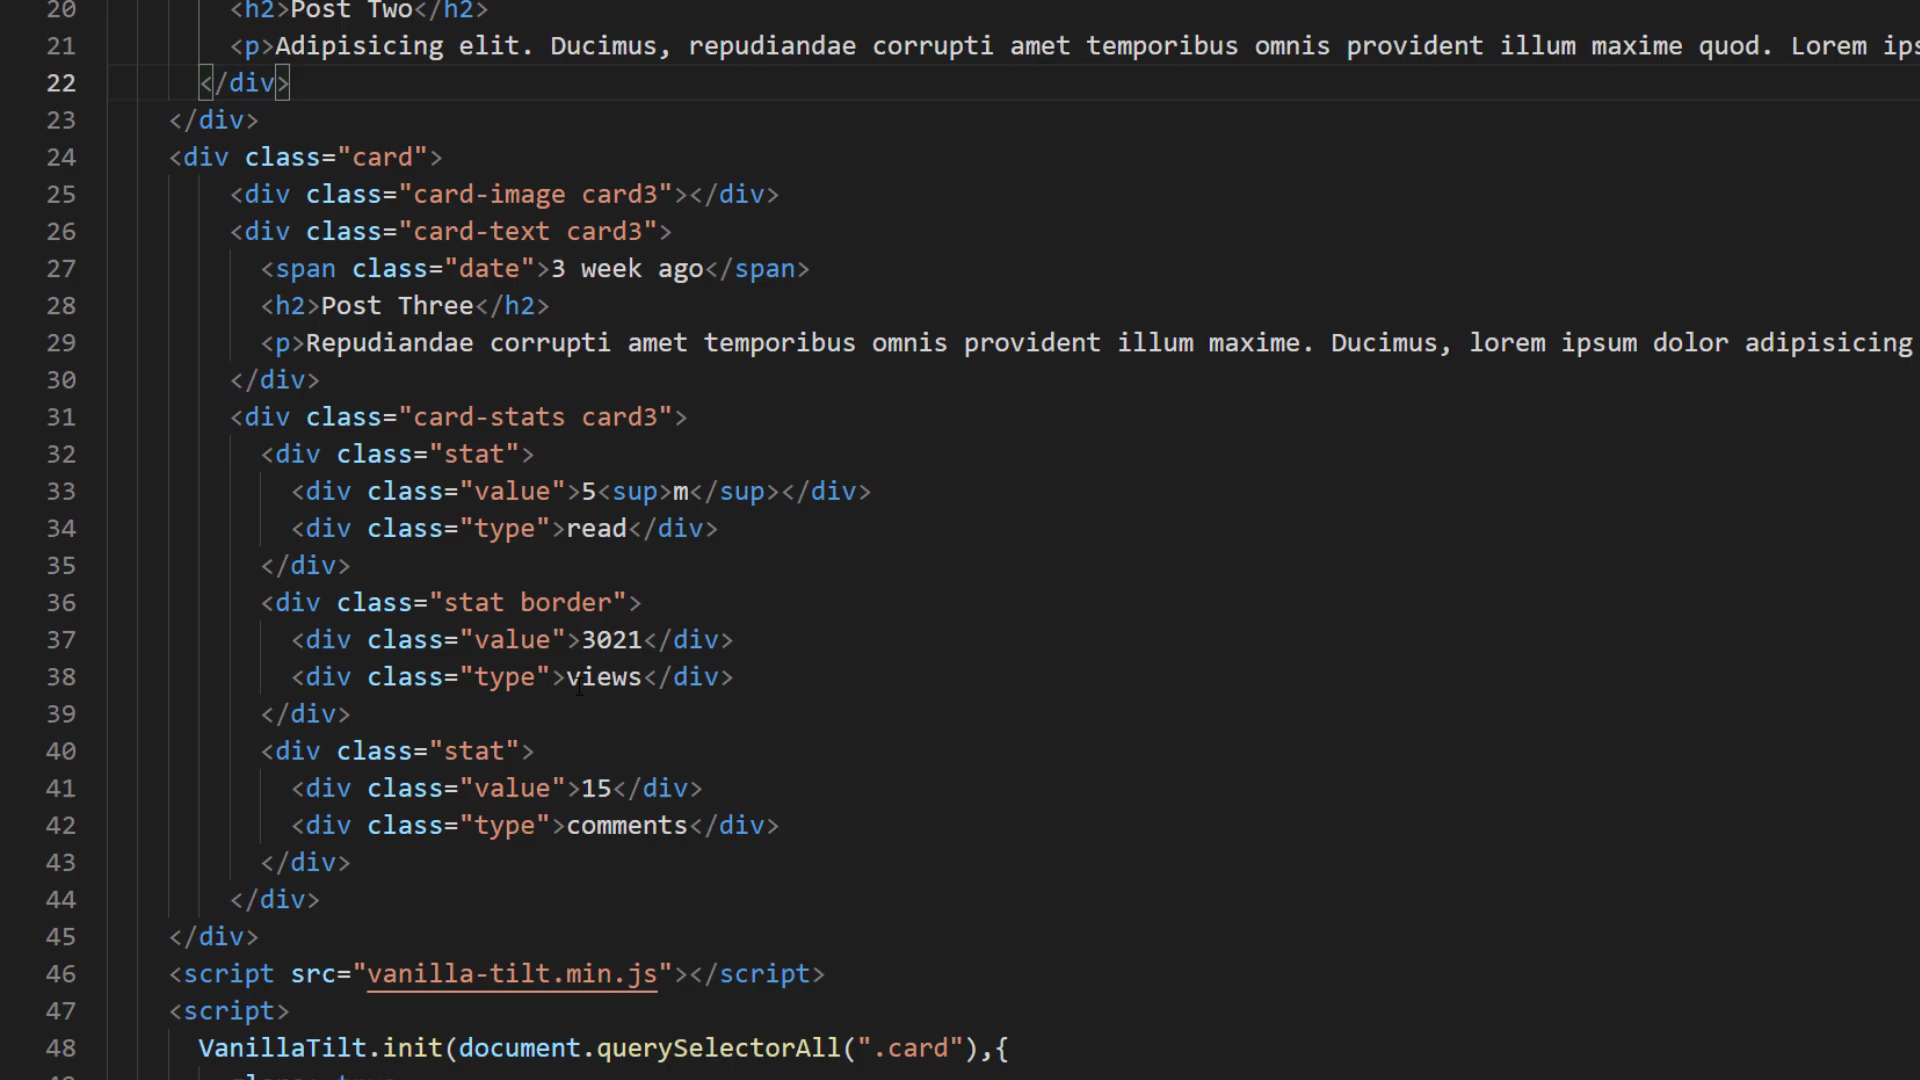 20 <h2>Post Two</h2>
21 <p>Adipisicing elit. Ducimus, repudiandae corrupti amet temporibus omnis provident illum maxime quod. Lorem ips
22 </div>
23 </div>
24 <div class="card">
25 <div class="card-image card3"></div>
26 <div class="card-text card3">
27 <span class="date">3 week ago</span>
28 <h2>Post Three</h2>
29 <p>Repudiandae corrupti amet temporibus omnis provident illum maxime. Ducimus, lorem ipsum dolor adipisicing
30 </div>
31 <div class="card-stats card3">
32 <div class="stat">
33 <div class="value">5<sup>m</sup></div>
34 <div class="type">read</div>
35 </div>
36 <div class="stat border">
37 <div class="value">3021</div>
38 <div class="type">views</div>
39 </div>
40 <div class="stat">
41 <div class="value">15</div>
42 <div class="type">comments</div>
43 </div>
44 </div>
45 </div>
46 <script src="vanilla-tilt.min.js"></script>
47 <script>
48 VanillaTilt.init(document.querySelectorAll(".card"),{